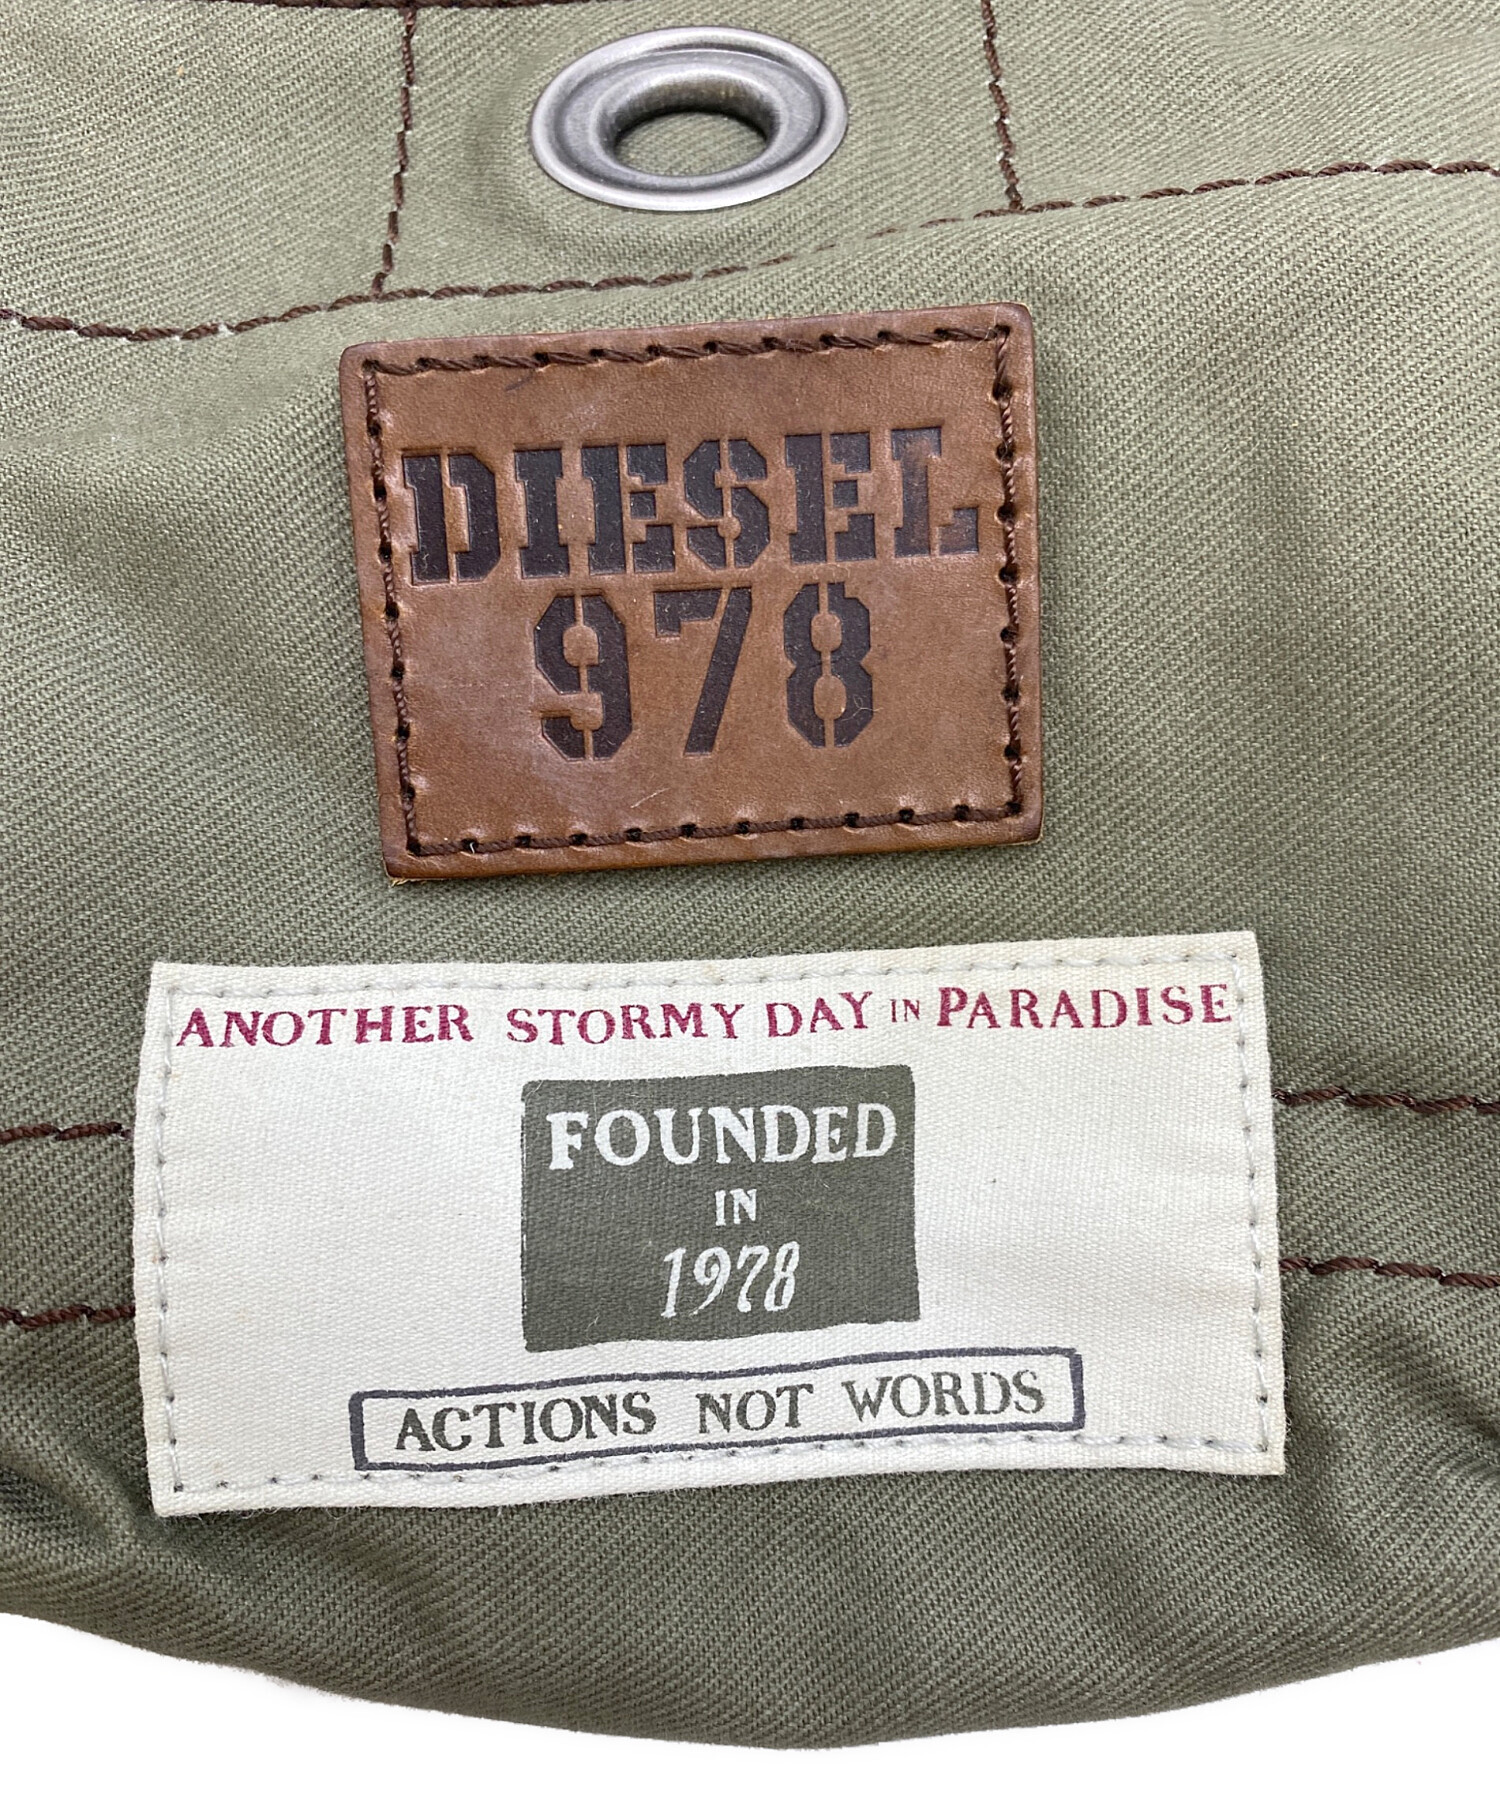 DIESEL
978
ANOTHER STORMY DAY IN PARADISE
FOUNDED
IN
1978
ACTIONS NOT WORDS